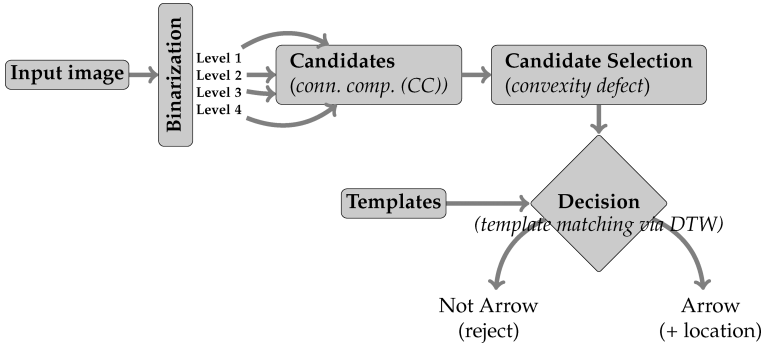 Input image
Binarization
Level 1
Level 2
Level 3
Level 4
Candidates
(conn. comp. (CC))
Candidate Selection
(convexity defect)
Templates
Decision
(template matching via DTW)
Not Arrow
(reject)
Arrow
(+ location)